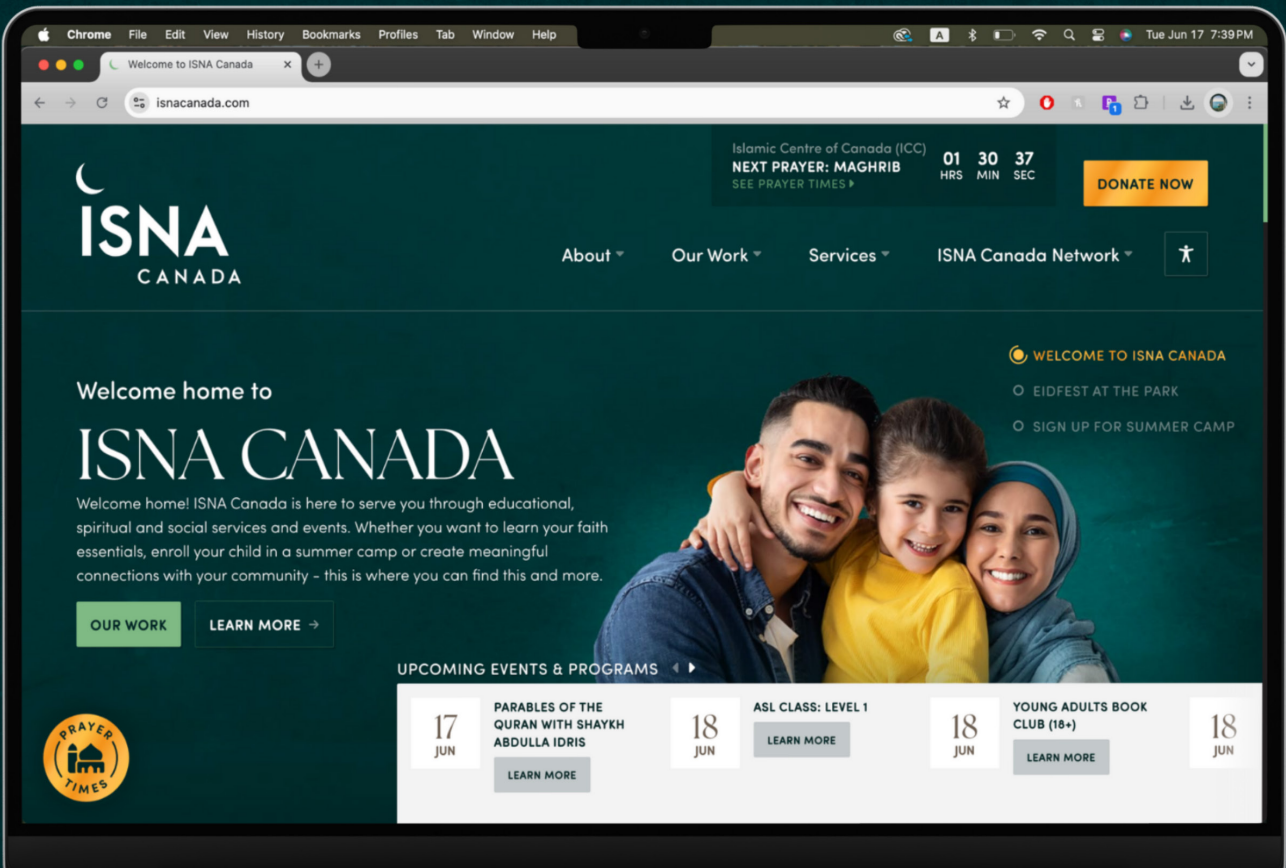 Chrome File Edit View History Bookmarks Profiles Tab Window Help
A
Tue Jun 17 7:39 PM
Welcome to ISNA Canada
isnacanada.com
1
Islamic Centre of Canada (ICC)
NEXT PRAYER: MAGHRIB
SEE PRAYER TIMES
01 30 37
HRS MIN SEC
DONATE NOW
ISNA
CANADA
About
Our Work
Services
ISNA Canada Network
WELCOME TO ISNA CANADA
EIDFEST AT THE PARK
SIGN UP FOR SUMMER CAMP
Welcome home to
ISNA CANADA
Welcome home! ISNA Canada is here to serve you through educational,
spiritual and social services and events. Whether you want to learn your faith
essentials, enroll your child in a summer camp or create meaningful
connections with your community - this is where you can find this and more.
OUR WORK
LEARN MORE →
UPCOMING EVENTS & PROGRAMS
17
JUN
PARABLES OF THE
QURAN WITH SHAYKH
ABDULLA IDRIS
LEARN MORE
18
JUN
ASL CLASS: LEVEL 1
LEARN MORE
18
JUN
YOUNG ADULTS BOOK
CLUB (18+)
LEARN MORE
18
JUN
PRAYER
TIMES